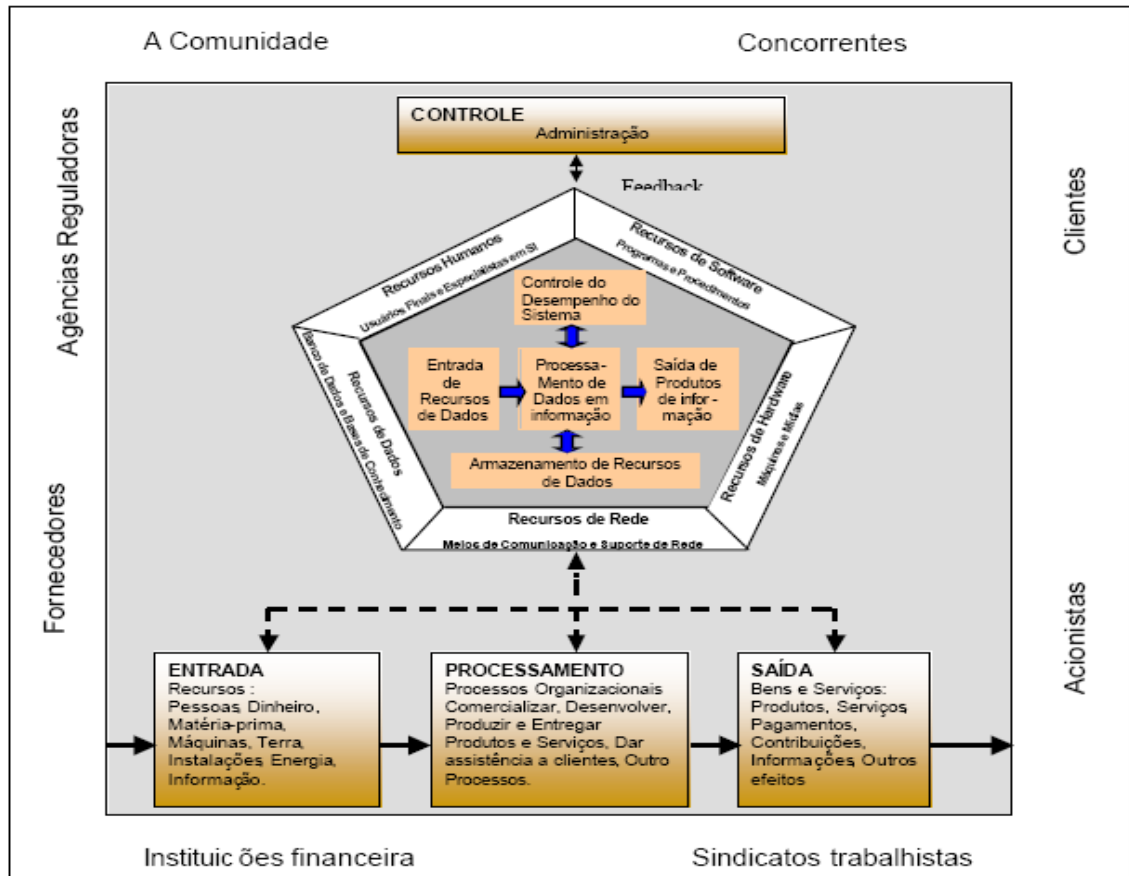 A Comunidade
Concorrentes
Agências Reguladoras
Fornecedores
Clientes
Acionistas
CONTROLE
Administração
Feedback
Recursos Humanos
Usuários Finais e Especialistas em SI
Recursos de Software
Programas e Procedimentos
Recursos de Dados
Banco de Dados e Bases de Conhecimento
Recursos de Hardware
Máquinas e Mídias
Controle do
Desempenho do
Sistema
Entrada
de
Recursos
de Dados
Processa-
Mento de
Dados em
informação
Saída de
Produtos
de infor-
mação
Armazenamento de Recursos
de Dados
Recursos de Rede
Meios de Comunicação e Suporte de Rede
ENTRADA
Recursos :
Pessoas, Dinheiro,
Matéria-prima,
Máquinas, Terra,
Instalações, Energia,
Informação.
PROCESSAMENTO
Processos Organizacionais
Comercializar, Desenvolver,
Produzir e Entregar
Produtos e Serviços, Dar
assistência a clientes, Outro
Processos.
SAÍDA
Bens e Serviços:
Produtos, Serviços,
Pagamentos,
Contribuições,
Informações, Outros
efeitos
Instituic ões financeira
Sindicatos trabalhistas